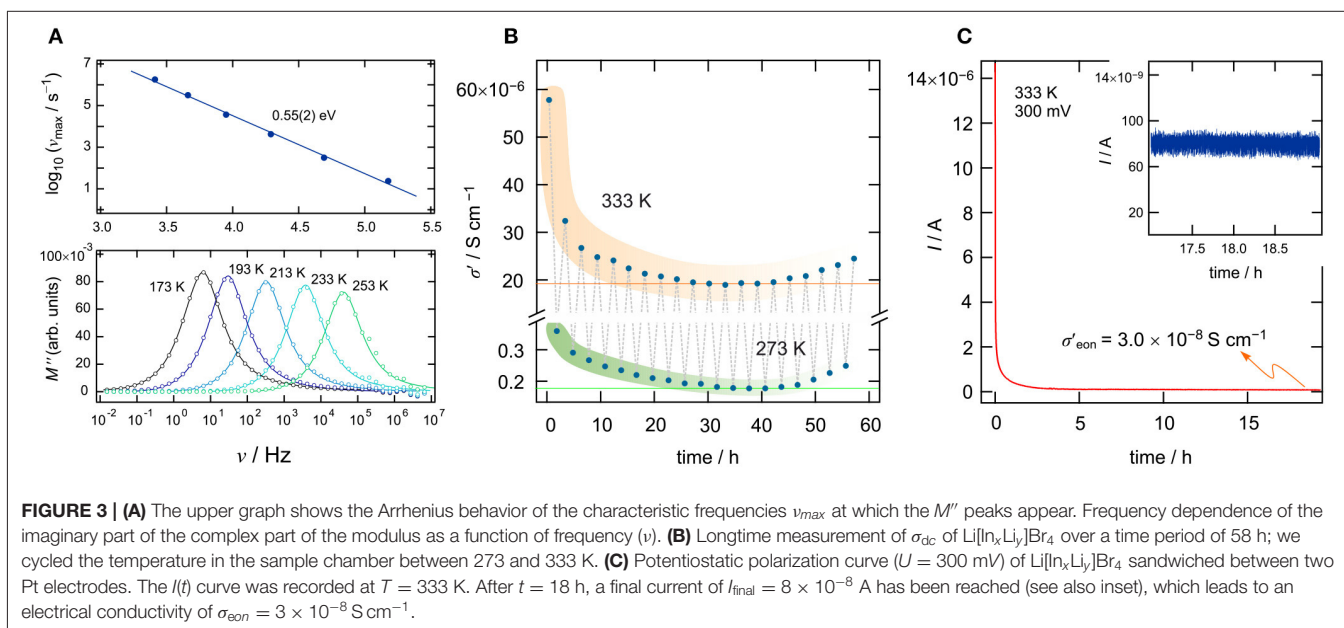 A
7
5
3
1
log₁₀ (ν_max / s⁻¹)
0.55(2) eV
3.0 3.5 4.0 4.5 5.0 5.5
100×10⁻³
80
60
40
20
0
M″ (arb. units)
173 K
193 K
213 K
233 K
253 K
10⁻² 10⁻¹ 10⁰ 10¹ 10² 10³ 10⁴ 10⁵ 10⁶ 10⁷
ν / Hz
B
60×10⁻⁶
50
40
30
20
0.3
0.2
σ′ / S cm⁻¹
333 K
273 K
0 10 20 30 40 50 60
time / h
C
14×10⁻⁶
12
10
8
6
4
2
0
I / A
333 K
300 mV
14×10⁻⁹
100
80
60
40
20
I / A
17.0 17.5 18.0 18.5
time / h
σ′eon = 3.0 × 10⁻⁸ S cm⁻¹
0 5 10 15
time / h
FIGURE 3 | (A) The upper graph shows the Arrhenius behavior of the characteristic frequencies ν_max at which the M″ peaks appear. Frequency dependence of the
imaginary part of the complex part of the modulus as a function of frequency (ν). (B) Longtime measurement of σ_dc of Li[InₓLi_y]Br₄ over a time period of 58 h; we
cycled the temperature in the sample chamber between 273 and 333 K. (C) Potentiostatic polarization curve (U = 300 mV) of Li[InₓLi_y]Br₄ sandwiched between two
Pt electrodes. The I(t) curve was recorded at T = 333 K. After t = 18 h, a final current of I_final = 8 × 10⁻⁸ A has been reached (see also inset), which leads to an
electrical conductivity of σ_eon = 3 × 10⁻⁸ S cm⁻¹.